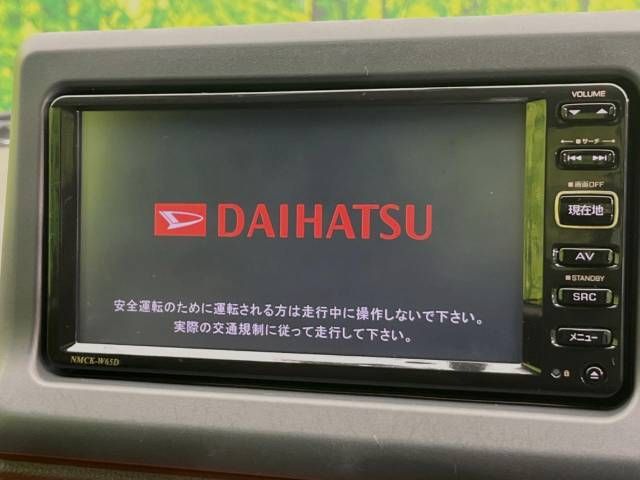 DAIHATSU
安全運転のために運転される方は走行中に操作しないで下さい。
実際の交通規制に従って走行して下さい。
NMCK-W65D
VOLUME
サーチ
画面OFF
現在地
AV
STANDBY
SRC
メニュー